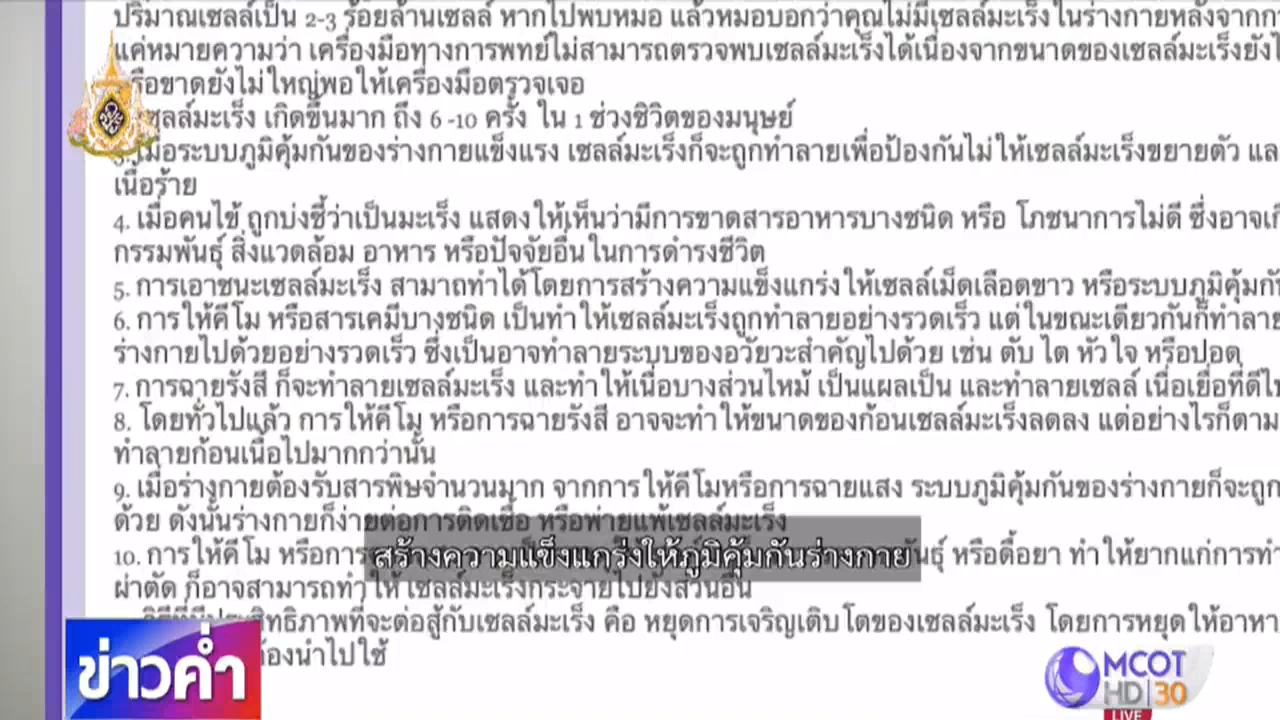 ปริมาณเซลล์เป็น 2-3 ร้อยล้านเซลล์ หากไปพบหมอ แล้วหมอบอกว่าคุณไม่มีเซลล์มะเร็งในร่างกายหลังจาก
แค่หมายความว่า เครื่องมือทางการพทย์ไม่สามารถตรวจพบเซลล์มะเร็งได้เนื่องจากขนาดของเซลล์มะเร็งยัง
ขาดยังไม่ใหญ่พอให้เครื่องมือตรวจเจอ
เซลล์มะเร็ง เกิดขึ้นมาก ถึง 6 -10 ครั้ง ใน 1 ช่วงชีวิตของมนุษย์
3. เมื่อระบบภูมิคุ้มกันของร่างกายแข็งแรง เซลล์มะเร็งก็จะถูกทำลายเพื่อป้องกันไม่ให้เซลล์มะเร็งขยายตัว
เนื้อร้าย
4. เมื่อคนไข้ ถูกบ่งชี้ว่าเป็นมะเร็ง แสดงให้เห็นว่ามีการขาดสารอาหารบางชนิด หรือ โภชนาการไม่ดี
กรรมพันธุ์ สิ่งแวดล้อม อาหาร หรือปัจจัยอื่นในการดำรงชีวิต
5. การเอาชนะเซลล์มะเร็ง สามาถทำได้โดยการสร้างความแข็งแกร่งให้เซลล์เม็ดเลือดขาว หรือระบบภูมิคุ้มกัน
6. การให้คีโม หรือสารเคมีบางชนิด เป็นทำให้เซลล์มะเร็งถูกทำลายอย่างรวดเร็ว แต่ในขณะเดียวกันก็ทำลาย
ร่างกายไปด้วยอย่างรวดเร็ว ซึ่งเป็นอาจทำลายระบบของอวัยวะสำคัญไปด้วย เช่น ตับ ไต หัวใจ หรือปอด
7. การฉายรังสี ก็จะทำลายเซลล์มะเร็ง และทำให้เนื้อบางส่วนไหม้ เป็นแผลเป็น และทำลายเซลล์ เนื้อเยื่อที่ดี
8. โดยทั่วไปแล้ว การให้คีโม หรือการฉายรังสี อาจจะทำให้ขนาดของก้อนเซลล์มะเร็งลดลง แต่อย่างไรก็ตาม
ทำลายก้อนเนื้อไปมากกว่านั้น
9. เมื่อร่างกายต้องรับสารพิษจำนวนมาก จากการให้คีโมหรือการฉายแสง ระบบภูมิคุ้มกันของร่างกายก็จะถูก
ด้วย ดังนั้นร่างกายก็ง่ายต่อการติดเชื้อ หรือพ่ายแพ้เซลล์มะเร็ง
10. การให้คีโม หรือการ
สร้างความแข็งแกร่งให้ภูมิคุ้มกันร่างกาย
หรือดื้อยา ทำให้ยากแก่การ
ผ่าตัด ก็อาจสามารถทำให้เซลล์มะเร็งกระจายไปยังส่วนอื่น
ประสิทธิภาพที่จะต่อสู้กับเซลล์มะเร็ง คือ หยุดการเจริญเติบโตของเซลล์มะเร็ง โดยการหยุดให้
ต้องนำไปใช้
ข่าวค่ำ
MCOT
HD 30
LIVE